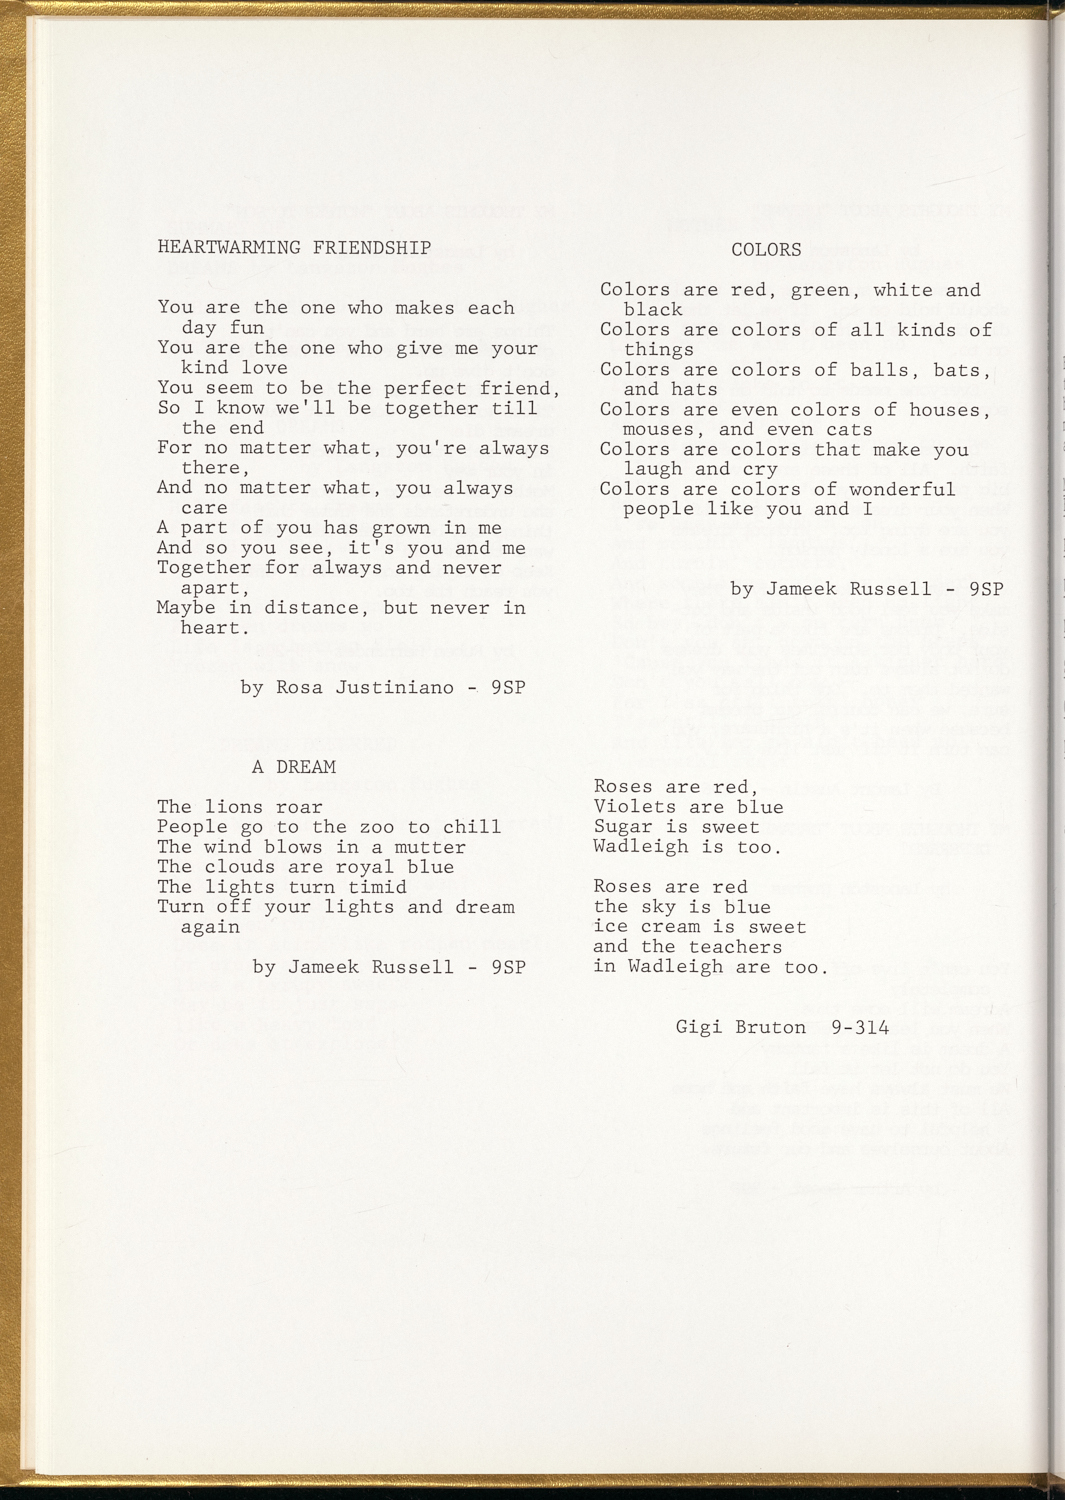 HEARTWARMING FRIENDSHIP
You are the one who makes each
day fun
You are the one who give me your
kind love
You seem to be the perfect friend,
So I know we'll be together till
the end
For no matter what, you're always
there,
And no matter what, you always
care
A part of you has grown in me
And so you see, it's you and me
Together for always and never
apart,
Maybe in distance, but never in
heart.
by Rosa Justiniano - 9SP
A DREAM
The lions roar
People go to the zoo to chill
The wind blows in a mutter
The clouds are royal blue
The lights turn timid
Turn off your lights and dream
again
by Jameek Russell - 9SP
COLORS
Colors are red, green, white and
black
Colors are colors of all kinds of
things
Colors are colors of balls, bats,
and hats
Colors are even colors of houses,
mouses, and even cats
Colors are colors that make you
laugh and cry
Colors are colors of wonderful
people like you and I
by Jameek Russell - 9SP
Roses are red,
Violets are blue
Sugar is sweet
Wadleigh is too.
Roses are red
the sky is blue
ice cream is sweet
and the teachers
in Wadleigh are too.
Gigi Bruton 9-314